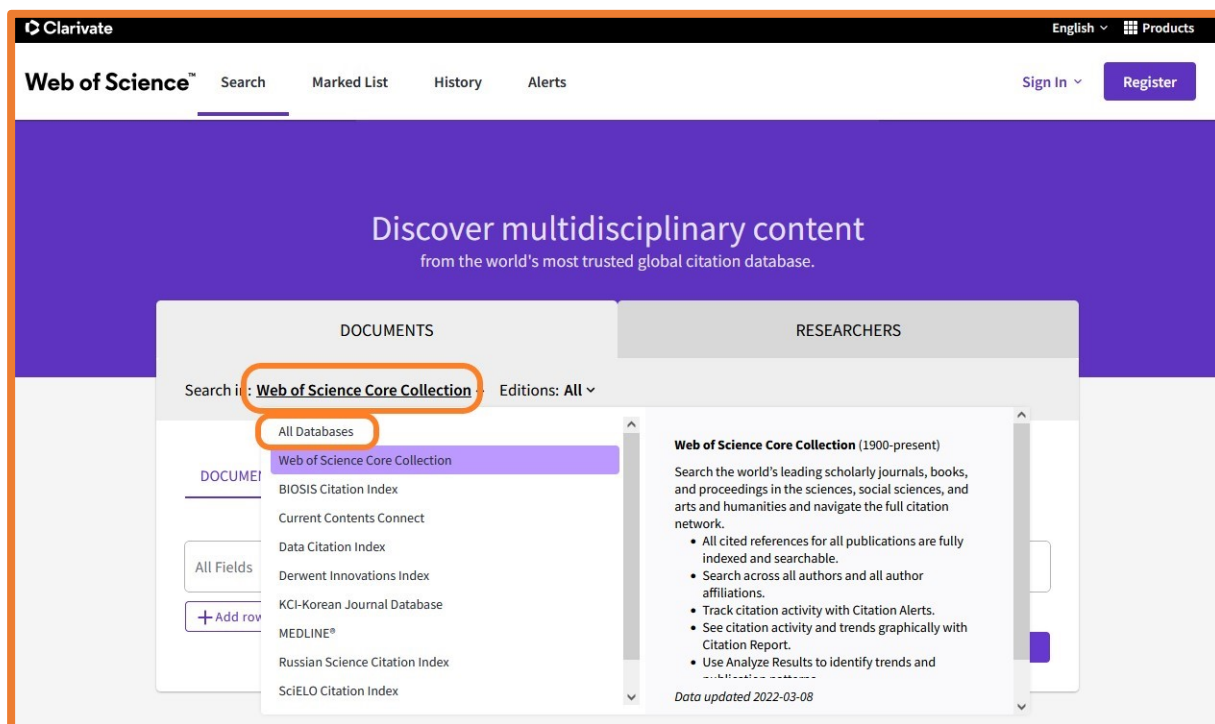 Clarivate
English
Products
Web of Science™
Search
Marked List
History
Alerts
Sign In
Register
Discover multidisciplinary content
from the world's most trusted global citation database.
DOCUMENTS
RESEARCHERS
Search in: Web of Science Core Collection
Editions: All
All Databases
Web of Science Core Collection
BIOSIS Citation Index
Current Contents Connect
Data Citation Index
Derwent Innovations Index
KCI-Korean Journal Database
MEDLINE®
Russian Science Citation Index
SciELO Citation Index
DOCUME
All Fields
+ Add row
Web of Science Core Collection (1900-present)
Search the world's leading scholarly journals, books,
and proceedings in the sciences, social sciences, and
arts and humanities and navigate the full citation
network.
• All cited references for all publications are fully
indexed and searchable.
• Search across all authors and all author
affiliations.
• Track citation activity with Citation Alerts.
• See citation activity and trends graphically with
Citation Report.
• Use Analyze Results to identify trends and
Data updated 2022-03-08